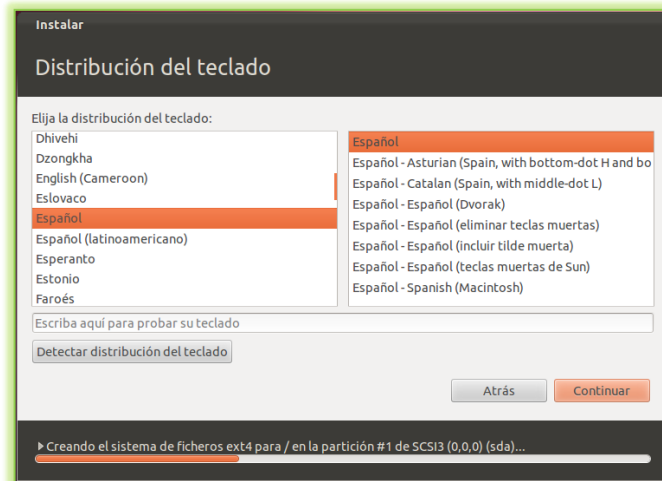 Instalar
Distribución del teclado
Elija la distribución del teclado:
Dhivehi
Dzongkha
English (Cameroon)
Eslovaco
Español
Español (latinoamericano)
Esperanto
Estonio
Faroés
Español
Español - Asturian (Spain, with bottom-dot H and bo
Español - Catalan (Spain, with middle-dot L)
Español - Español (Dvorak)
Español - Español (eliminar teclas muertas)
Español - Español (incluir tilde muerta)
Español - Español (teclas muertas de Sun)
Español - Spanish (Macintosh)
Escriba aquí para probar su teclado
Detectar distribución del teclado
Atrás
Continuar
Creando el sistema de ficheros ext4 para / en la partición #1 de SCSI3 (0,0,0) (sda)...